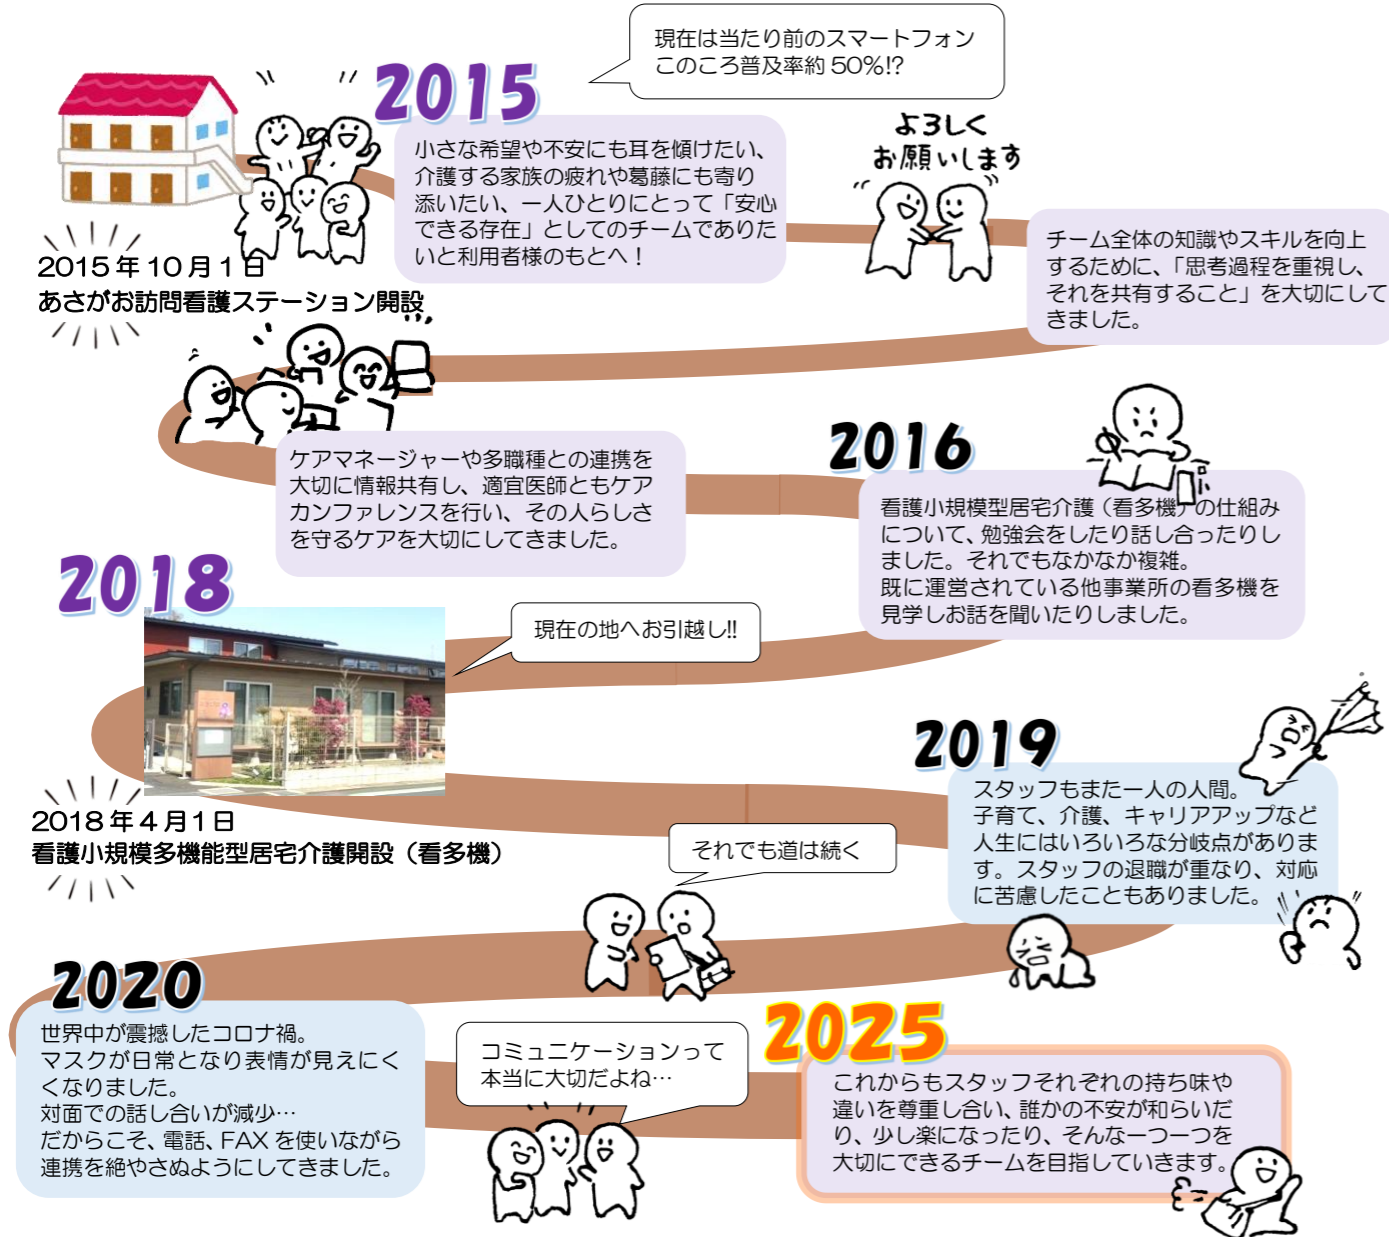 現在は当たり前のスマートフォン
このころ普及率約50%!?
2015
小さな希望や不安にも耳を傾けたい、
介護する家族の疲れや葛藤にも寄り
添いたい、一人ひとりにとって「安心
できる存在」としてのチームでありた
いと利用者様のもとへ！
よろしく
お願いします
2015年10月1日
あさがお訪問看護ステーション開設
チーム全体の知識やスキルを向上
するために、「思考過程を重視し、
それを共有すること」を大切にして
きました。
ケアマネージャーや多職種との連携を
大切に情報共有し、適宜医師ともケア
カンファレンスを行い、その人らしさ
を守るケアを大切にしてきました。
2016
看護小規模型居宅介護（看多機）の仕組み
について、勉強会をしたり話し合ったりし
ました。それでもなかなか複雑。
既に運営されている他事業所の看多機を
見学しお話を聞いたりしました。
2018
現在の地へお引越し!!
2018年4月1日
看護小規模多機能型居宅介護開設（看多機）
2019
スタッフもまた一人の人間。
子育て、介護、キャリアアップなど
人生にはいろいろな分岐点がありま
す。スタッフの退職が重なり、対応
に苦慮したこともありました。
それでも道は続く
2020
世界中が震撼したコロナ禍。
マスクが日常となり表情が見えにく
くなりました。
対面での話し合いが減少…
だからこそ、電話、FAXを使いながら
連携を絶やさぬようにしてきました。
コミュニケーションって
本当に大切だよね…
2025
これからもスタッフそれぞれの持ち味や
違いを尊重し合い、誰かの不安が和らいだ
り、少し楽になったり、そんな一つ一つを
大切にできるチームを目指していきます。